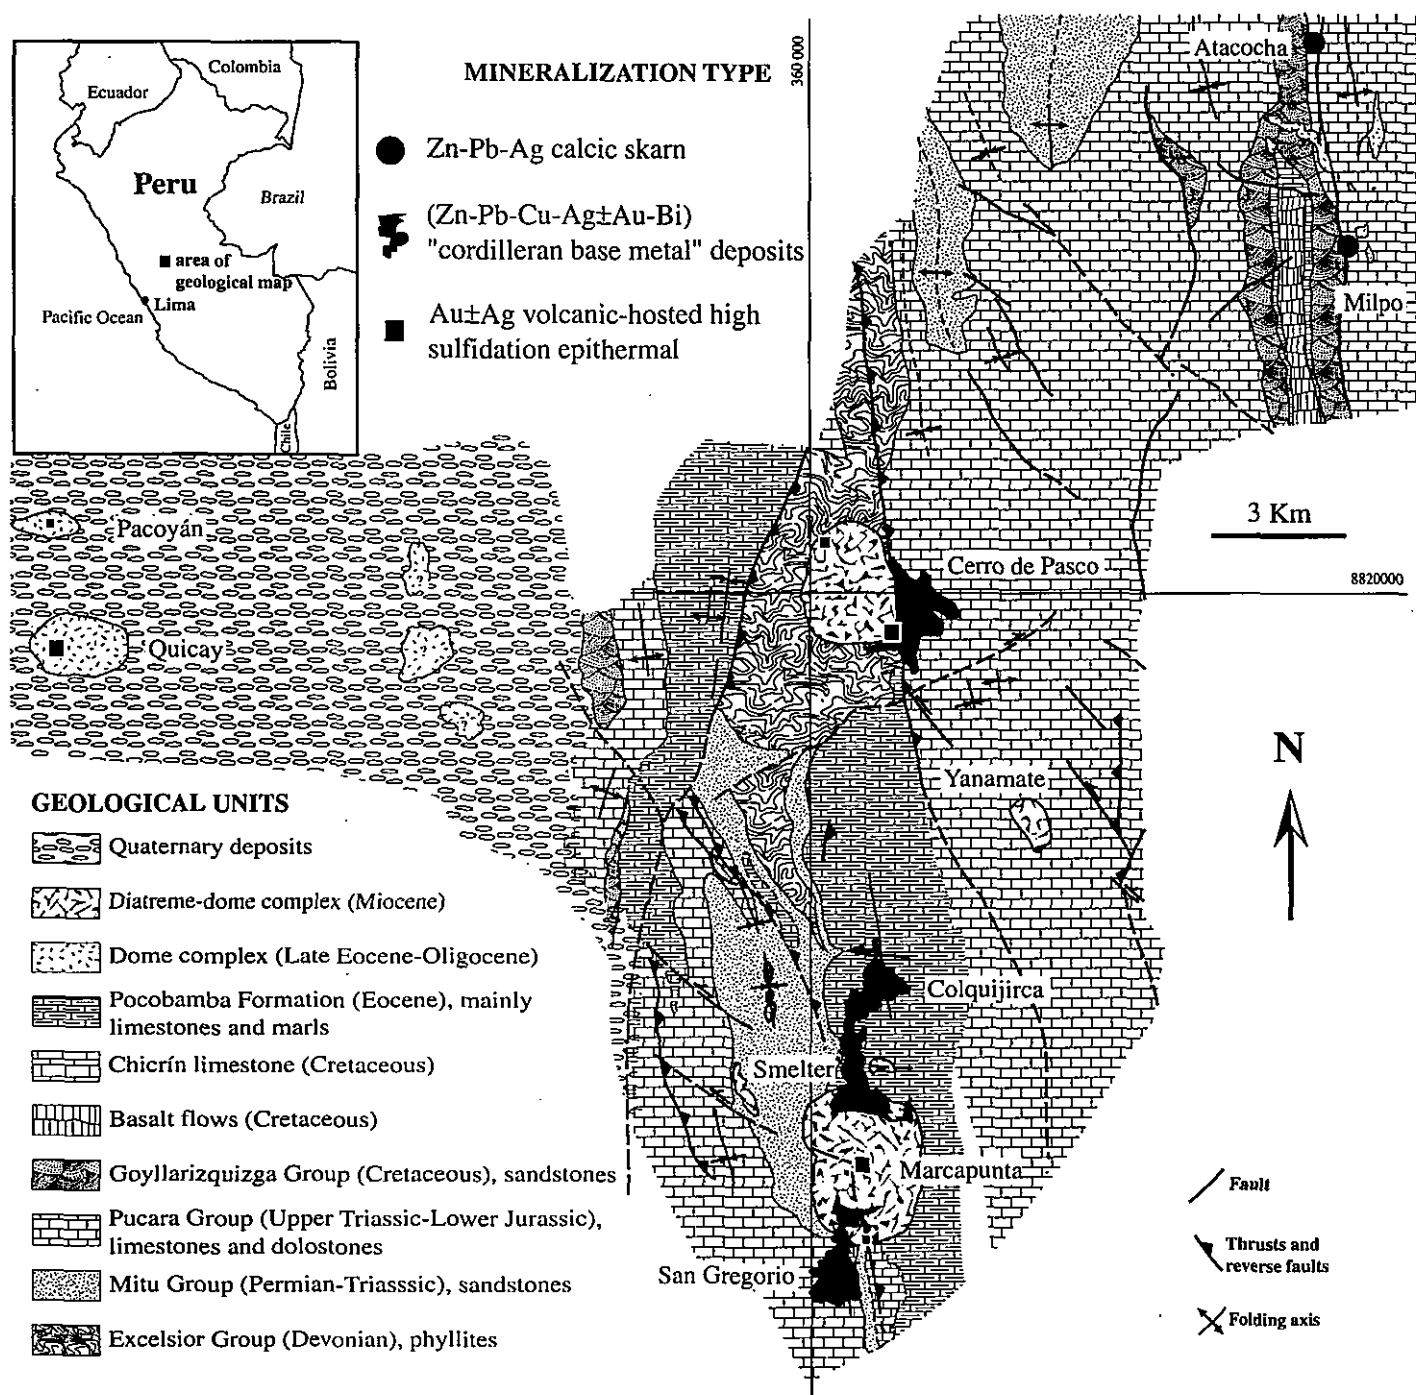 Colombia
Ecuador
Peru
Brazil
area of
geological map
Lima
Pacific Ocean
Bolivia
Chile
MINERALIZATION TYPE
Zn-Pb-Ag calcic skarn
(Zn-Pb-Cu-Ag±Au-Bi)
"cordilleran base metal" deposits
Au±Ag volcanic-hosted high
sulfidation epithermal
360 000
Atacocha
Milpo
3 Km
8820000
Pacoyán
Quicay
Cerro de Pasco
Yanamate
N
Colquijirca
Smelter
Marcapunta
San Gregorio
GEOLOGICAL UNITS
Quaternary deposits
Diatreme-dome complex (Miocene)
Dome complex (Late Eocene-Oligocene)
Pocobamba Formation (Eocene), mainly
limestones and marls
Chicrín limestone (Cretaceous)
Basalt flows (Cretaceous)
Goyllarizquizga Group (Cretaceous), sandstones
Pucara Group (Upper Triassic-Lower Jurassic),
limestones and dolostones
Mitu Group (Permian-Triasssic), sandstones
Excelsior Group (Devonian), phyllites
Fault
Thrusts and
reverse faults
Folding axis